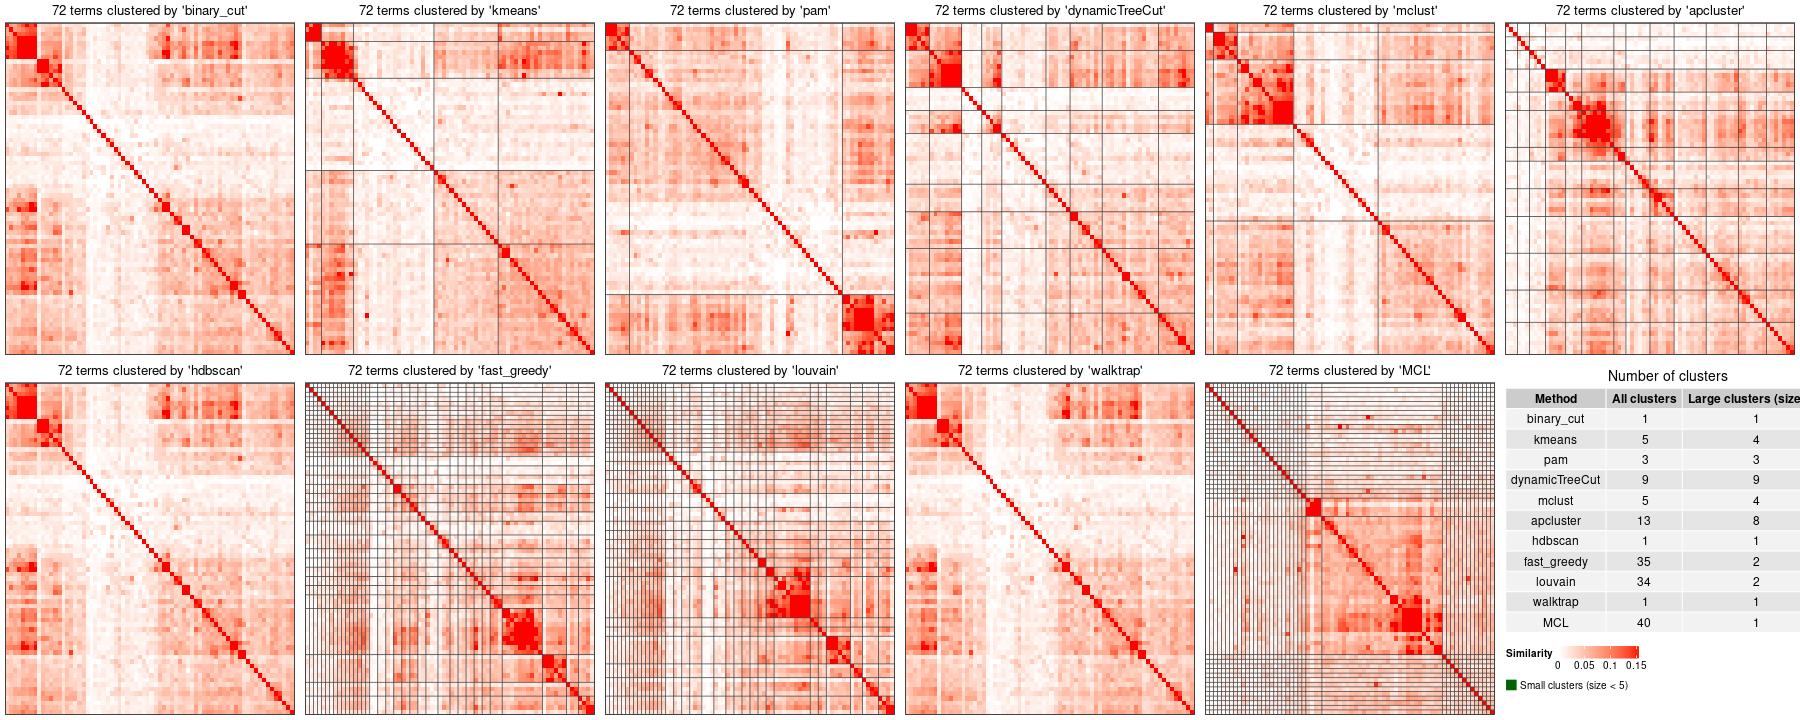 72 terms clustered by 'binary_cut'
72 terms clustered by 'kmeans'
72 terms clustered by 'pam'
72 terms clustered by 'dynamicTreeCut'
72 terms clustered by 'mclust'
72 terms clustered by 'apcluster'
72 terms clustered by 'hdbscan'
72 terms clustered by 'fast_greedy'
72 terms clustered by 'louvain'
72 terms clustered by 'walktrap'
72 terms clustered by 'MCL'
Number of clusters
Method All clusters Large clusters (size
binary_cut 1 1
kmeans 5 4
pam 3 3
dynamicTreeCut 9 9
mclust 5 4
apcluster 13 8
hdbscan 1 1
fast_greedy 35 2
louvain 34 2
walktrap 1 1
MCL 40 1
Similarity
0 0.05 0.1 0.15
Small clusters (size < 5)